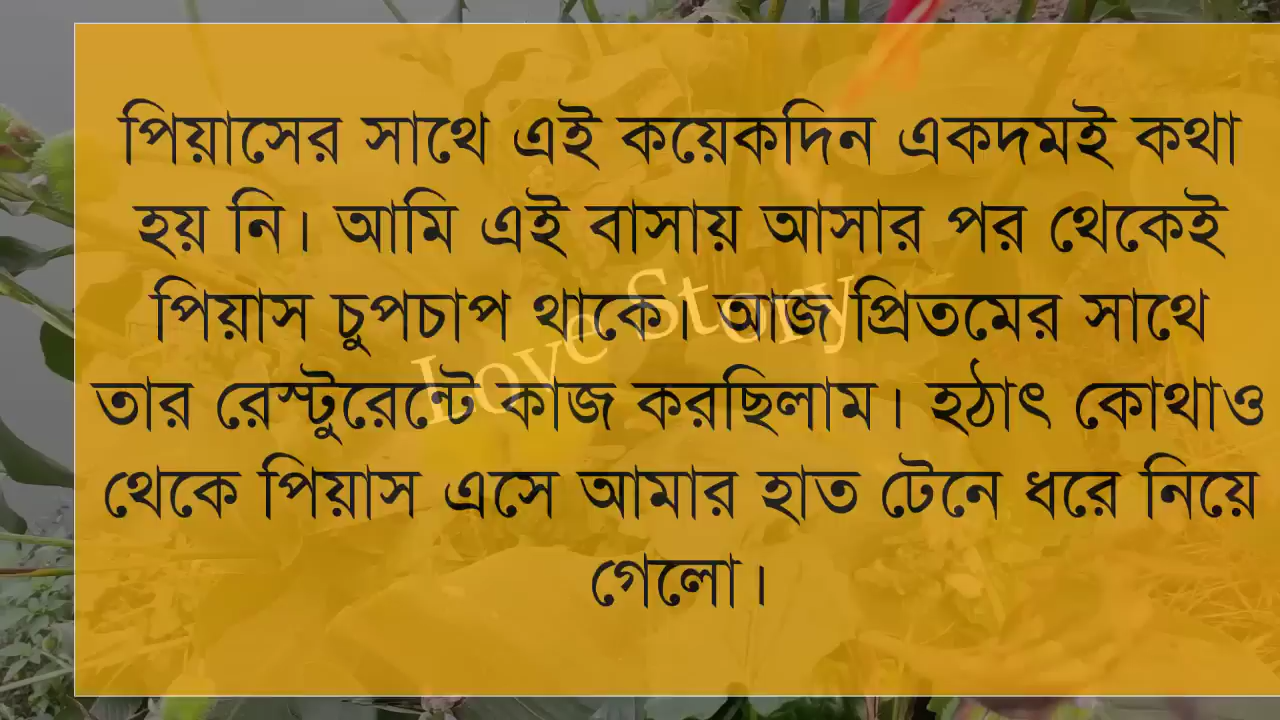 পিয়াসের সাথে এই কয়েকদিন একদমই কথা
হয় নি। আমি এই বাসায় আসার পর থেকেই
পিয়াস চুপচাপ থাকে। আজ প্রিতমের সাথে
তার রেস্টুরেন্টে কাজ করছিলাম। হঠাৎ কোথাও
থেকে পিয়াস এসে আমার হাত টেনে ধরে নিয়ে
গেলো।
Love Story